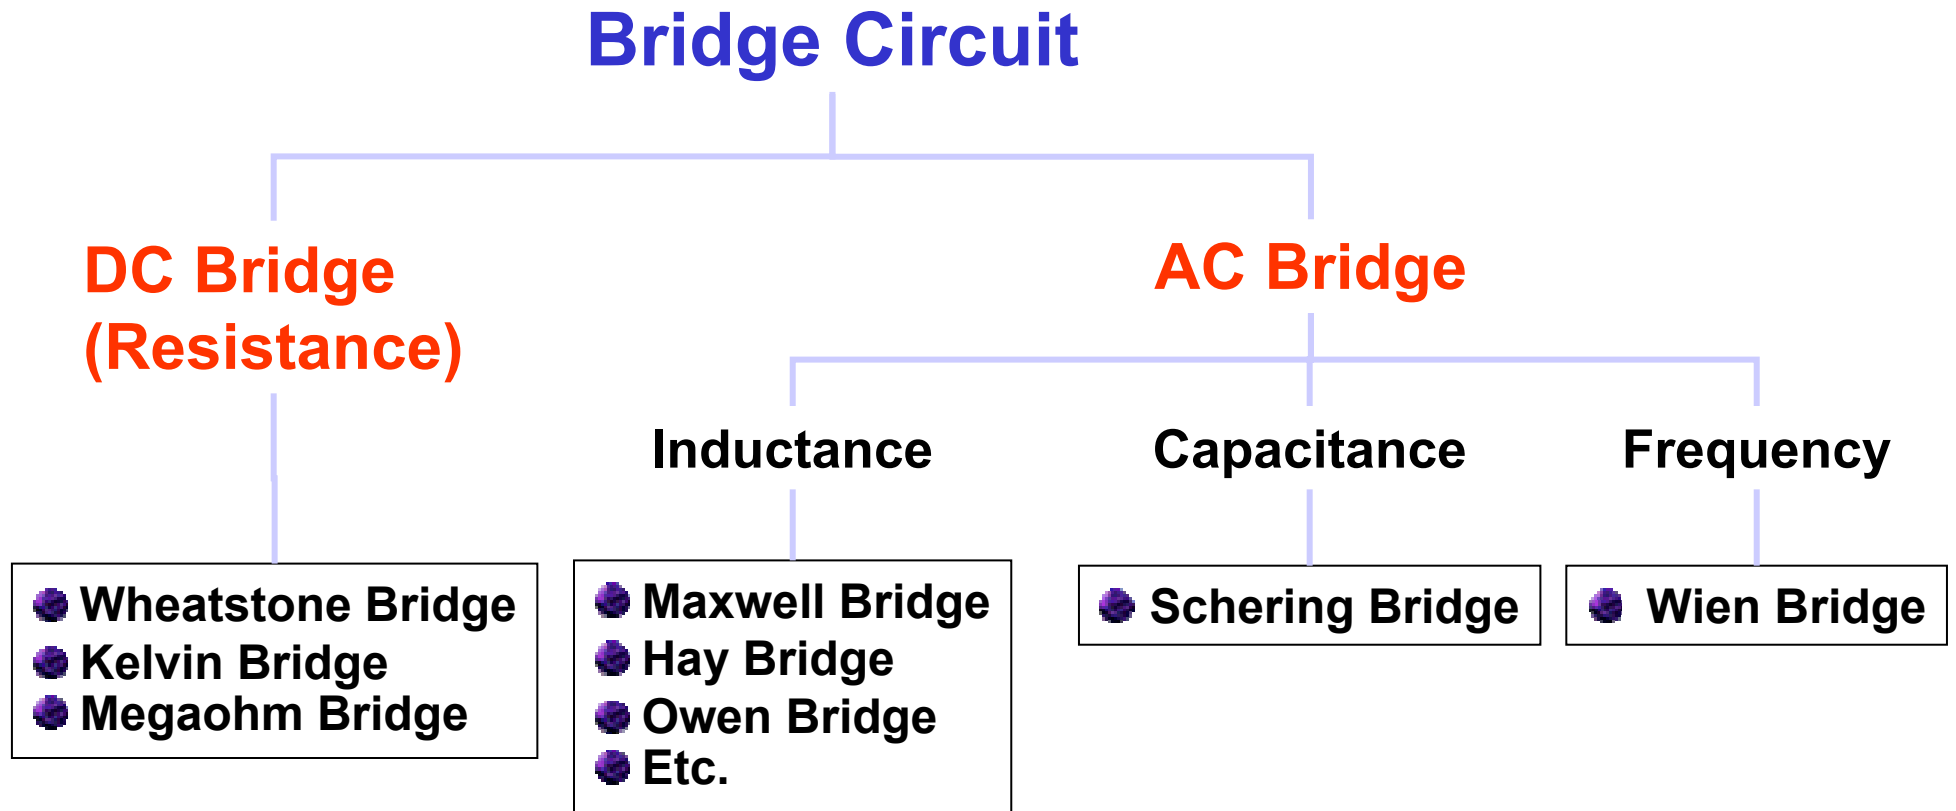 Bridge Circuit
DC Bridge
(Resistance)
AC Bridge
Inductance
Capacitance
Frequency
Wheatstone Bridge
Kelvin Bridge
Megaohm Bridge
Maxwell Bridge
Hay Bridge
Owen Bridge
Etc.
Schering Bridge
Wien Bridge